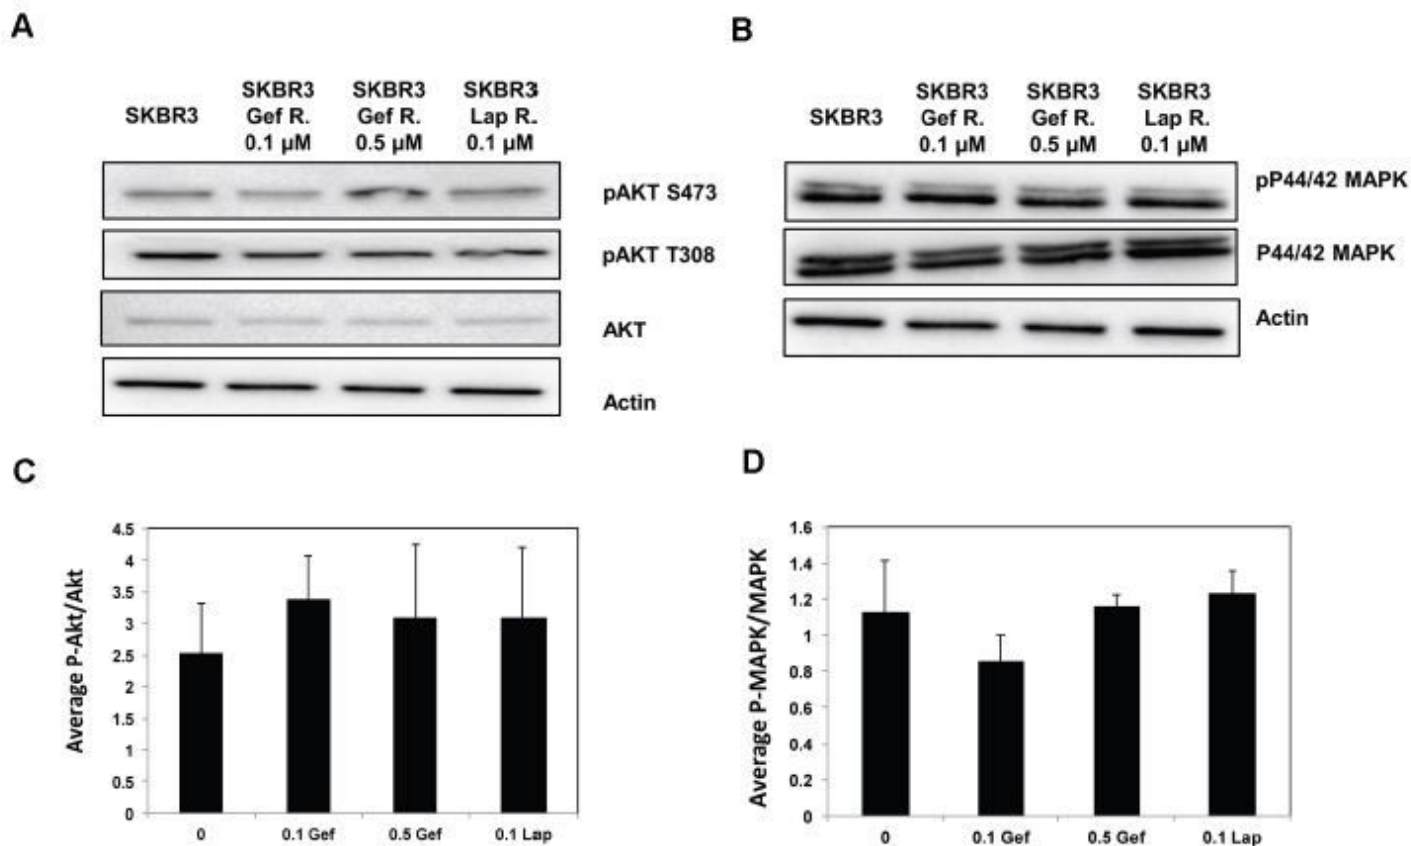 A
SKBR3
SKBR3
Gef R.
0.1 µM
SKBR3
Gef R.
0.5 µM
SKBR3
Lap R.
0.1 µM
pAKT S473
pAKT T308
AKT
Actin
B
SKBR3
SKBR3
Gef R.
0.1 µM
SKBR3
Gef R.
0.5 µM
SKBR3
Lap R.
0.1 µM
pP44/42 MAPK
P44/42 MAPK
Actin
C
Average P-Akt/Akt
4.5
4
3.5
3
2.5
2
1.5
1
0.5
0
0
0.1 Gef
0.5 Gef
0.1 Lap
D
Average P-MAPK/MAPK
1.6
1.4
1.2
1
0.8
0.6
0.4
0.2
0
0
0.1 Gef
0.5 Gef
0.1 Lap